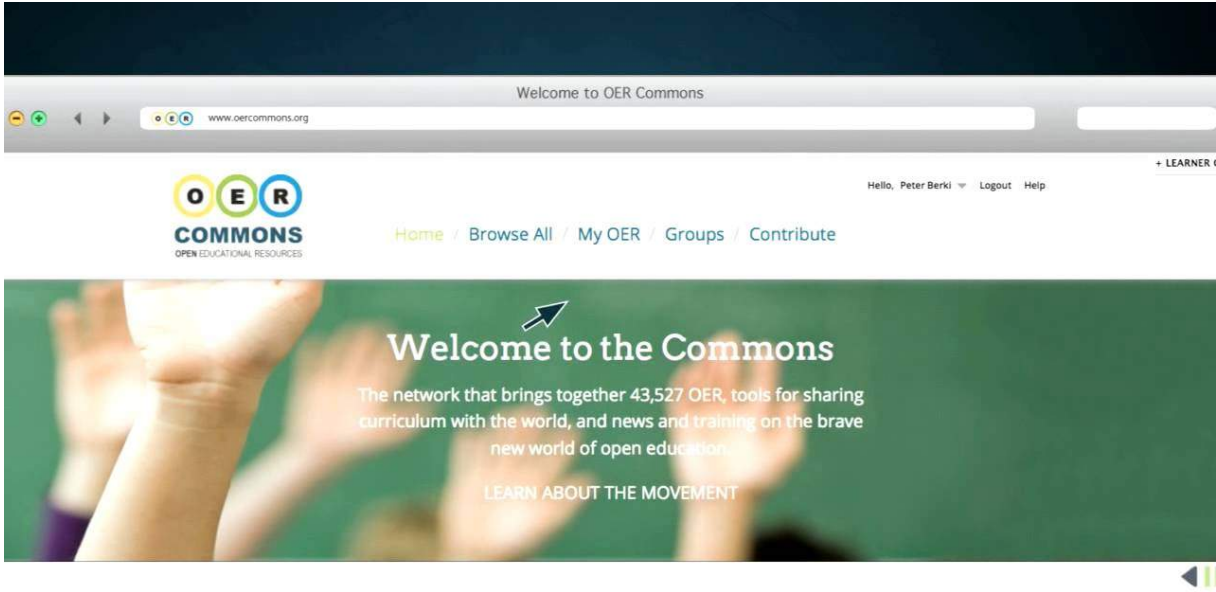 Welcome to OER Commons
O E R www.oercommons.org
+ LEARNER
Hello, Peter Berki Logout Help
O E R
COMMONS
OPEN EDUCATIONAL RESOURCES
Home / Browse All / My OER / Groups / Contribute
Welcome to the Commons
The network that brings together 43,527 OER, tools for sharing
curriculum with the world, and news and training on the brave
new world of open education.
LEARN ABOUT THE MOVEMENT